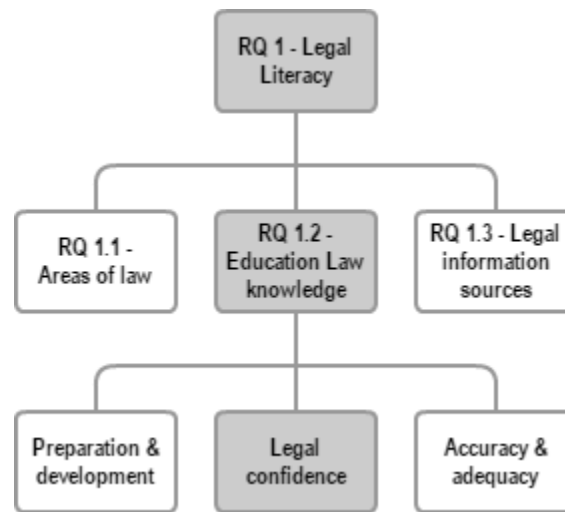 RQ 1 - Legal
Literacy
RQ 1.1 -
Areas of law
RQ 1.2 -
Education Law
knowledge
RQ 1.3 - Legal
information
sources
Preparation &
development
Legal
confidence
Accuracy &
adequacy